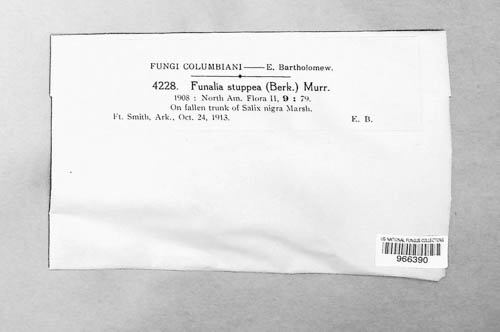 FUNGI COLUMBIANI—E. Bartholomew.
4228. Funalia stuppea (Berk.) Murr.
1908 : North Am. Flora II, 9 : 79.
On fallen trunk of Salix nigra Marsh.
Ft. Smith, Ark., Oct. 24, 1913. E. B.
US NATIONAL FUNGUS COLLECTIONS
966390